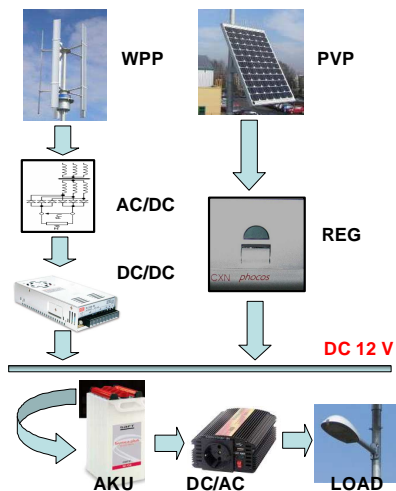 WPP
PVP
AC/DC
REG
CXN phocos
DC/DC
DC 12 V
AKU
DC/AC
LOAD